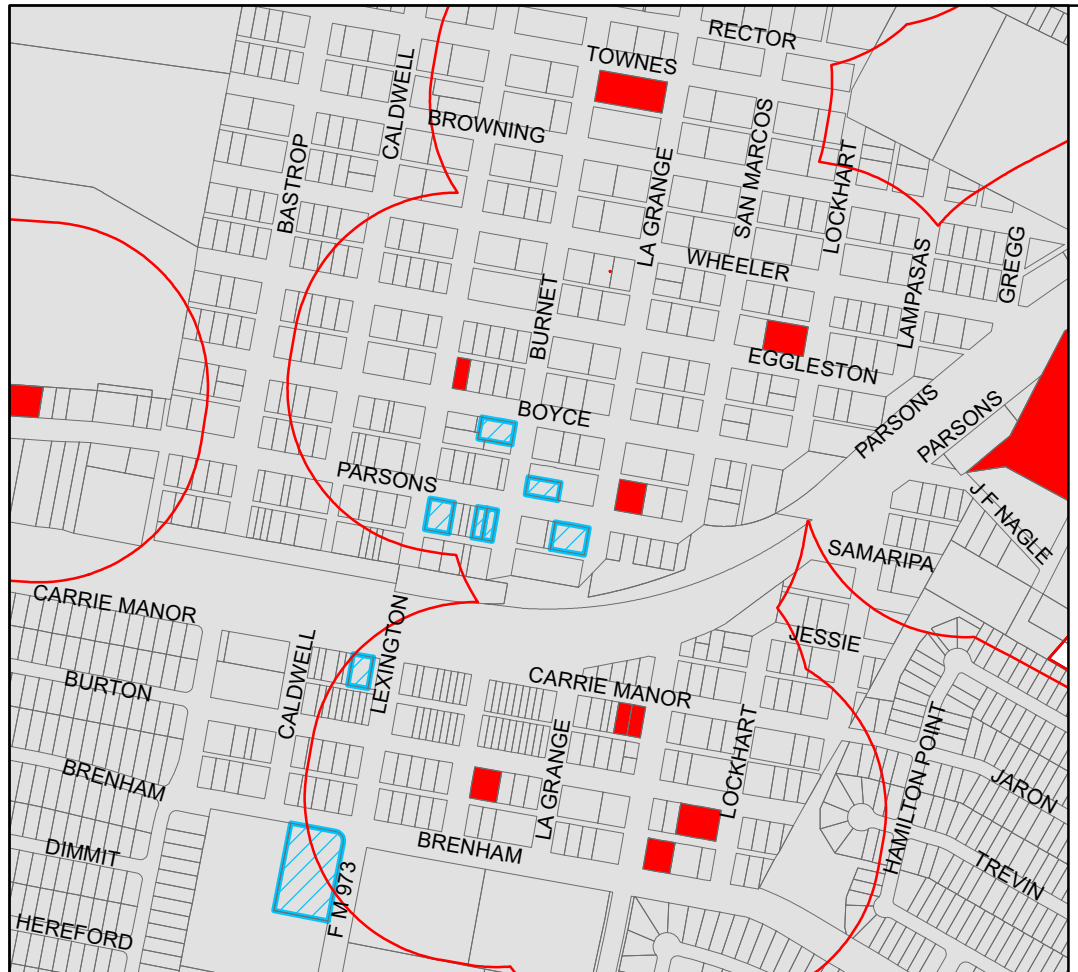 RECTOR
TOWNES
CALDWELL
BROWNING
SAN MARCOS
BASTROP
LOCKHART
LA GRANGE
WHEELER
GREGG
LAMPASAS
BURNET
EGGLESTON
BOYCE
PARSONS
PARSONS
PARSONS
J F NAGLE
SAMARIPA
CARRIE MANOR
LEXINGTON
JESSIE
CALDWELL
BURTON
CARRIE MANOR
LA GRANGE
LOCKHART
HAMILTON POINT
BRENHAM
JARON
DIMMIT
BRENHAM
TREVIN
F M 973
HEREFORD